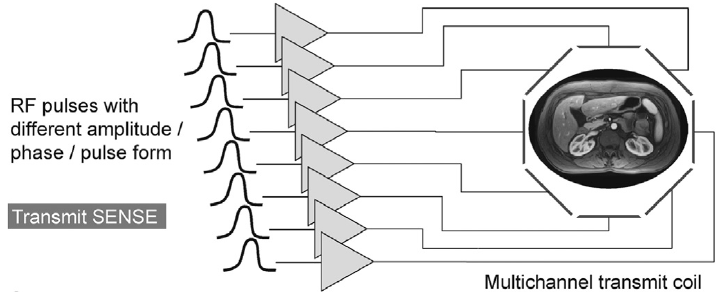 RF pulses with
different amplitude /
phase / pulse form
Transmit SENSE
Multichannel transmit coil